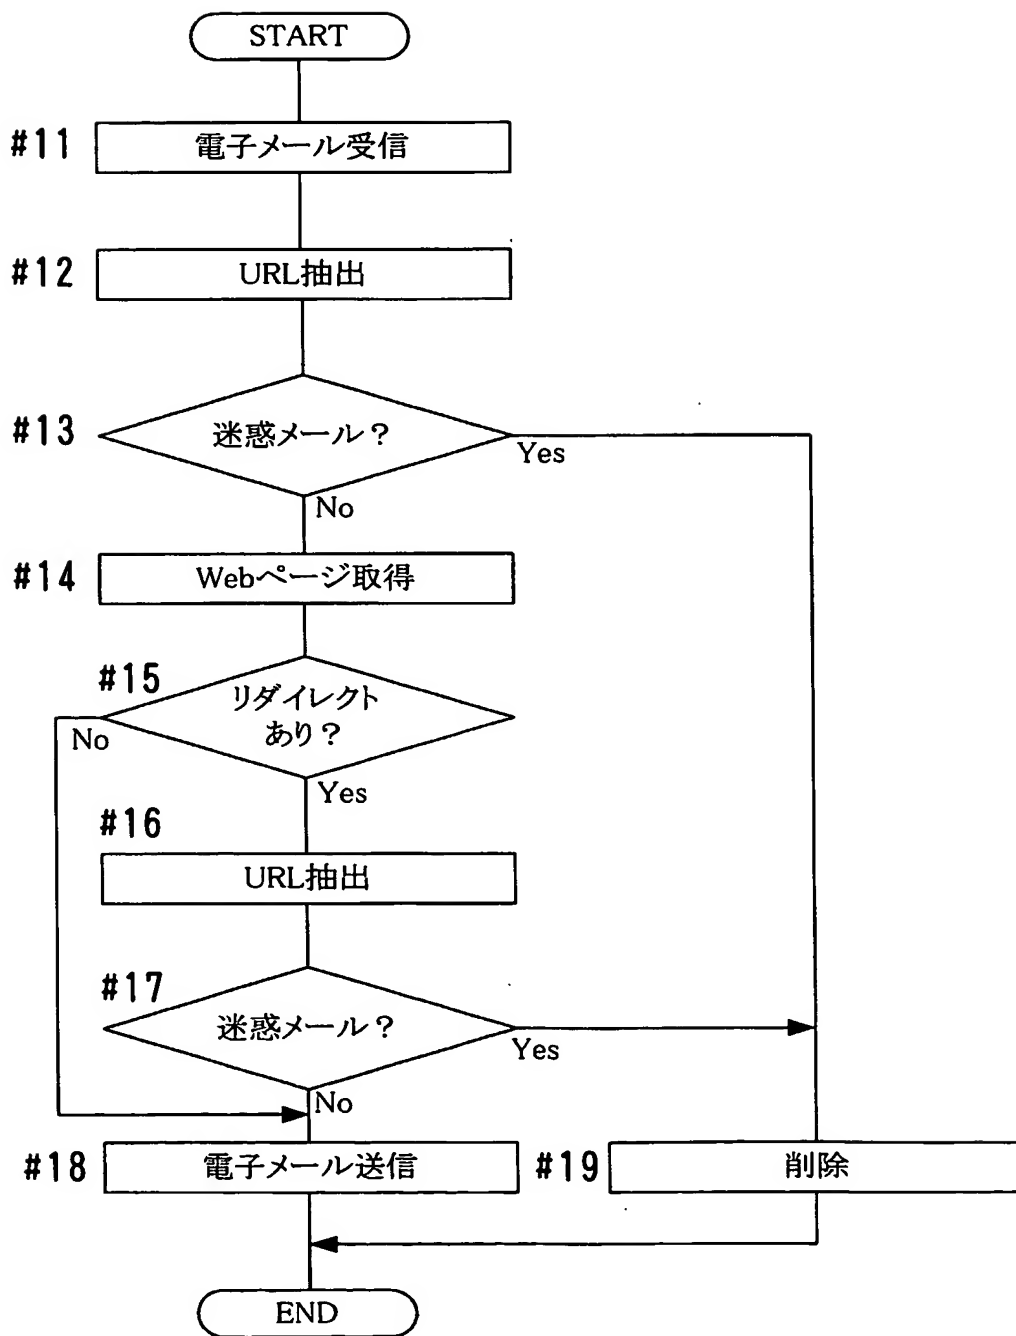 START
#11 電子メール受信
#12 URL抽出
#13 迷惑メール？
Yes
No
#14 Webページ取得
#15 リダイレクト
あり？
No
Yes
#16
URL抽出
#17
迷惑メール？
Yes
No
#18 電子メール送信 #19 削除
END